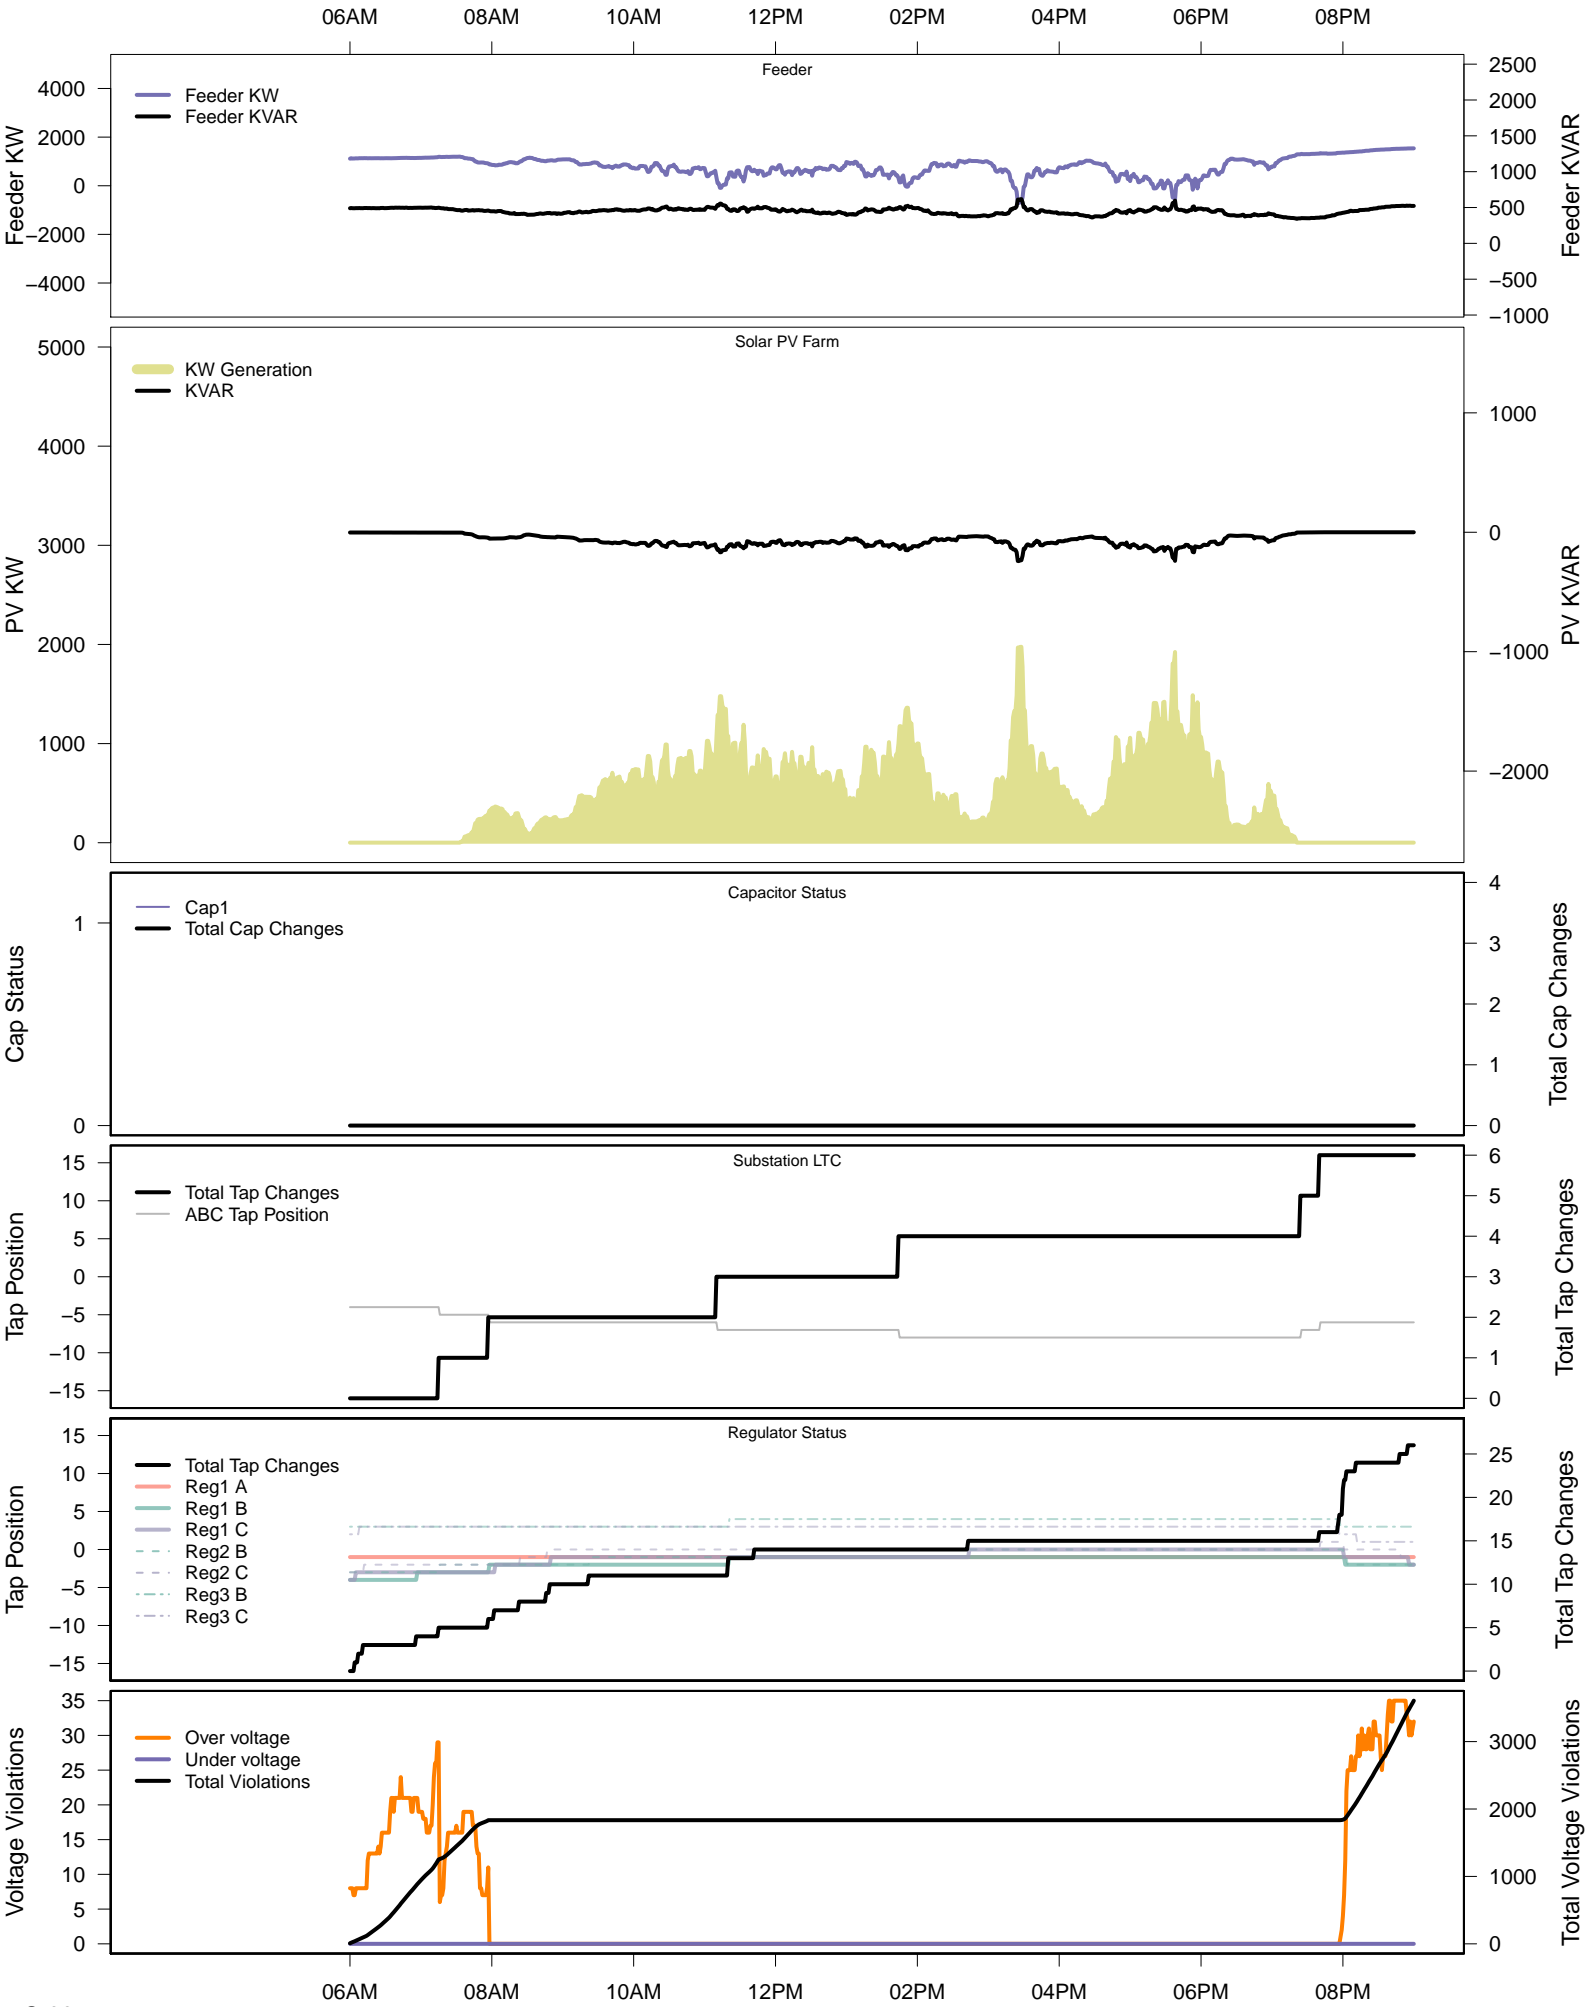 06AM 08AM 10AM 12PM 02PM 04PM 06PM 08PM
Feeder
Feeder KW
Feeder KVAR
4000
2000
0
−2000
−4000
Feeder KW
2500
2000
1500
1000
500
0
−500
−1000
Feeder KVAR
Solar PV Farm
KW Generation
KVAR
5000
4000
3000
2000
1000
0
PV KW
1000
0
−1000
−2000
PV KVAR
Capacitor Status
Cap1
Total Cap Changes
1
0
Cap Status
4
3
2
1
0
Total Cap Changes
Substation LTC
Total Tap Changes
ABC Tap Position
15
10
5
0
−5
−10
−15
Tap Position
6
5
4
3
2
1
0
Total Tap Changes
Regulator Status
Total Tap Changes
Reg1 A
Reg1 B
Reg1 C
Reg2 B
Reg2 C
Reg3 B
Reg3 C
15
10
5
0
−5
−10
−15
Tap Position
25
20
15
10
5
0
Total Tap Changes
Over voltage
Under voltage
Total Violations
35
30
25
20
15
10
5
0
Voltage Violations
3000
2000
1000
0
Total Voltage Violations
06AM 08AM 10AM 12PM 02PM 04PM 06PM 08PM